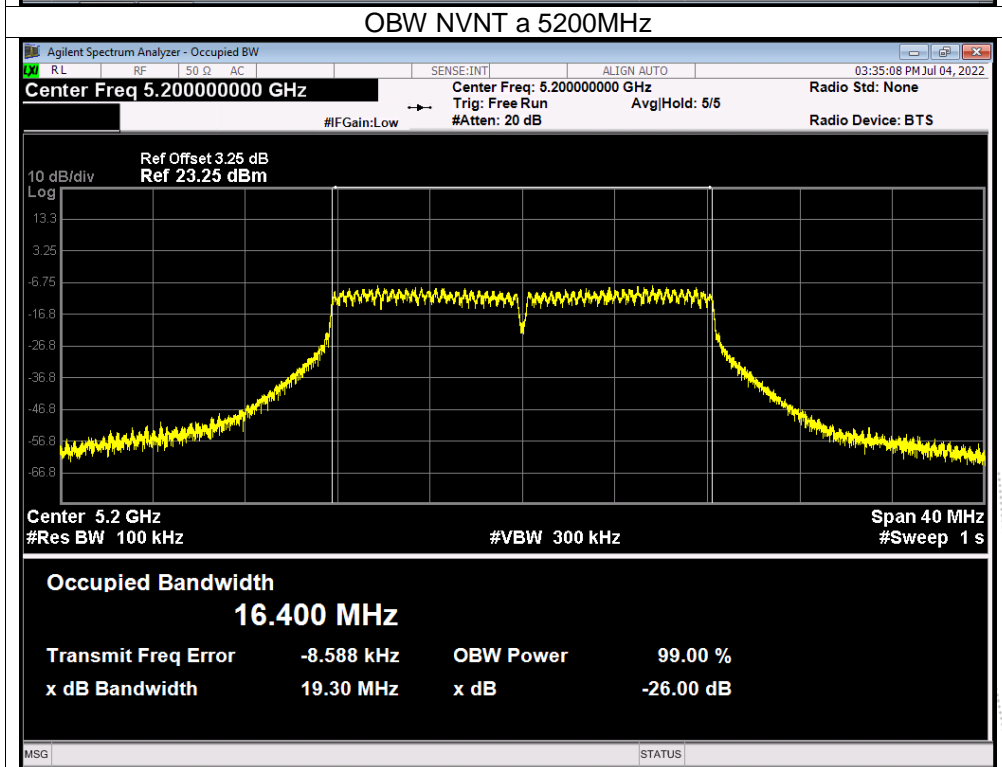 OBW NVNT a 5200MHz
Agilent Spectrum Analyzer - Occupied BW
LXI RL RF 50 Ω AC SENSE:INT ALIGN AUTO 03:35:08 PM Jul 04, 2022
Center Freq 5.200000000 GHz Center Freq: 5.200000000 GHz Radio Std: None
Trig: Free Run Avg|Hold: 5/5
#IFGain:Low #Atten: 20 dB Radio Device: BTS
Ref Offset 3.25 dB
10 dB/div Ref 23.25 dBm
Log
13.3
3.25
-6.75
-16.8
-26.8
-36.8
-46.8
-56.8
-66.8
Center 5.2 GHz Span 40 MHz
#Res BW 100 kHz #VBW 300 kHz #Sweep 1 s
Occupied Bandwidth
16.400 MHz
Transmit Freq Error -8.588 kHz OBW Power 99.00 %
x dB Bandwidth 19.30 MHz x dB -26.00 dB
MSG STATUS